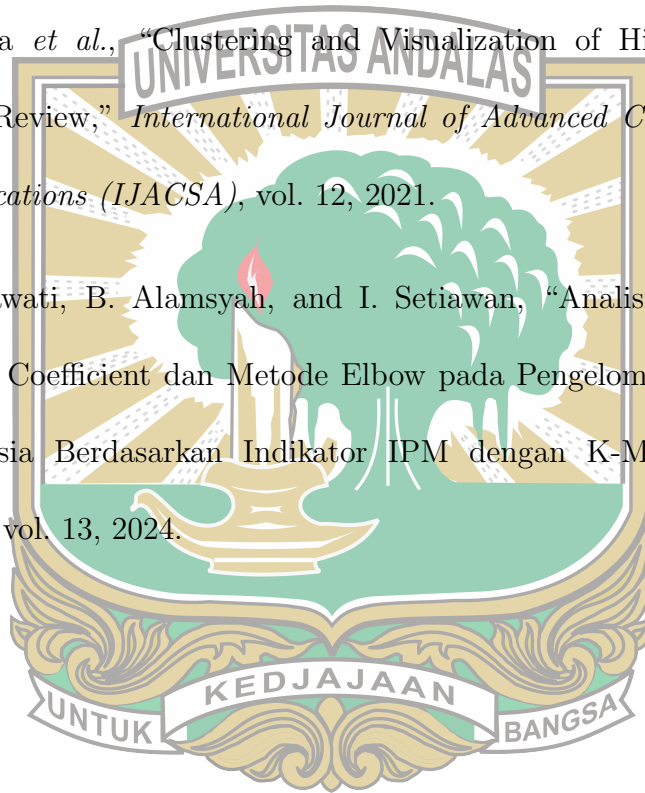 a et al., “Clustering and Visualization of Hi
UNIVERSITAS ANDALAS
Review,” International Journal of Advanced C
cations (IJACSA), vol. 12, 2021.
wati, B. Alamsyah, and I. Setiawan, “Analis
Coefficient dan Metode Elbow pada Pengelom
sia Berdasarkan Indikator IPM dengan K-M
vol. 13, 2024.
KEDJAJAAN
UNTUK BANGSA